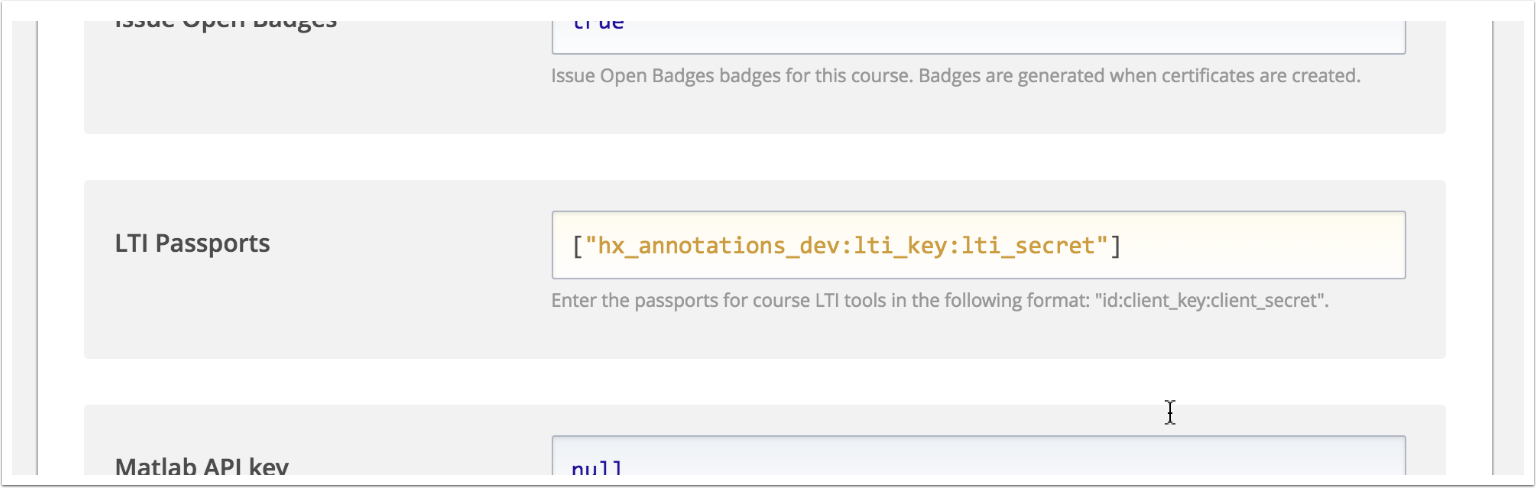 Issue Open Badges
true
Issue Open Badges badges for this course. Badges are generated when certificates are created.
LTI Passports
["hx_annotations_dev:lti_key:lti_secret"]
Enter the passports for course LTI tools in the following format: "id:client_key:client_secret".
Matlab API key
null